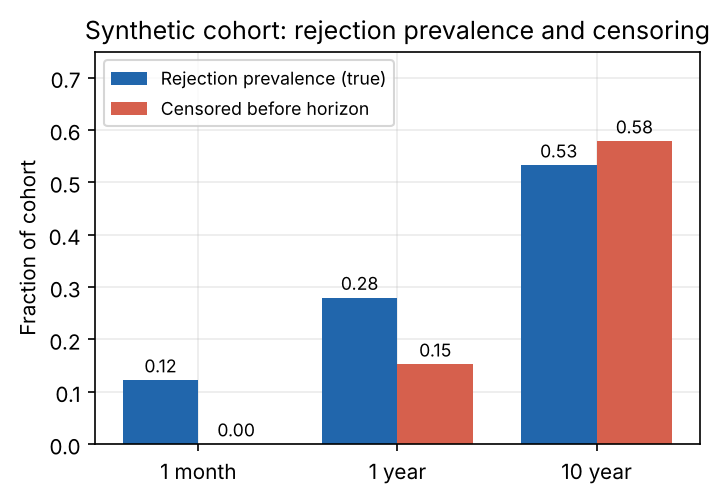 Synthetic cohort: rejection prevalence and censoring
Rejection prevalence (true)
Censored before horizon
Fraction of cohort
0.7
0.6
0.5
0.4
0.3
0.2
0.1
0.0
0.12
0.00
0.28
0.15
0.53
0.58
1 month
1 year
10 year